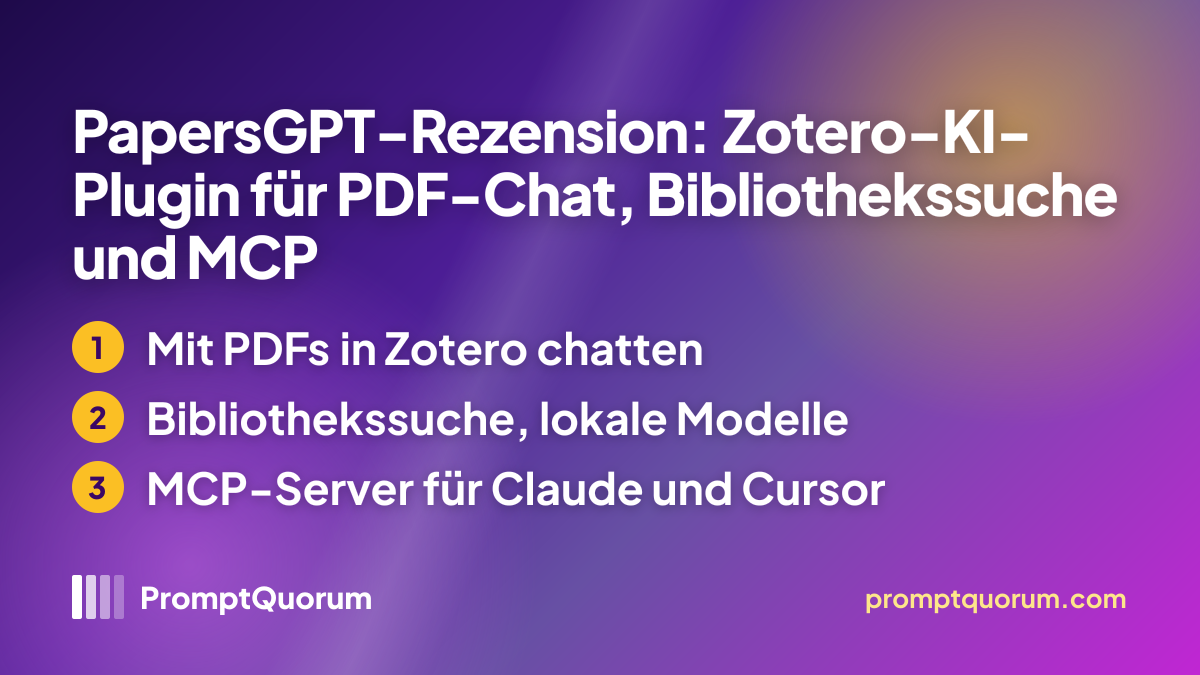 PapersGPT-Rezension: Zotero-KI-
Plugin für PDF-Chat, Bibliothekssuche
und MCP
1 Mit PDFs in Zotero chatten
2 Bibliothekssuche, lokale Modelle
3 MCP-Server für Claude und Cursor
PromptQuorum
promptquorum.com